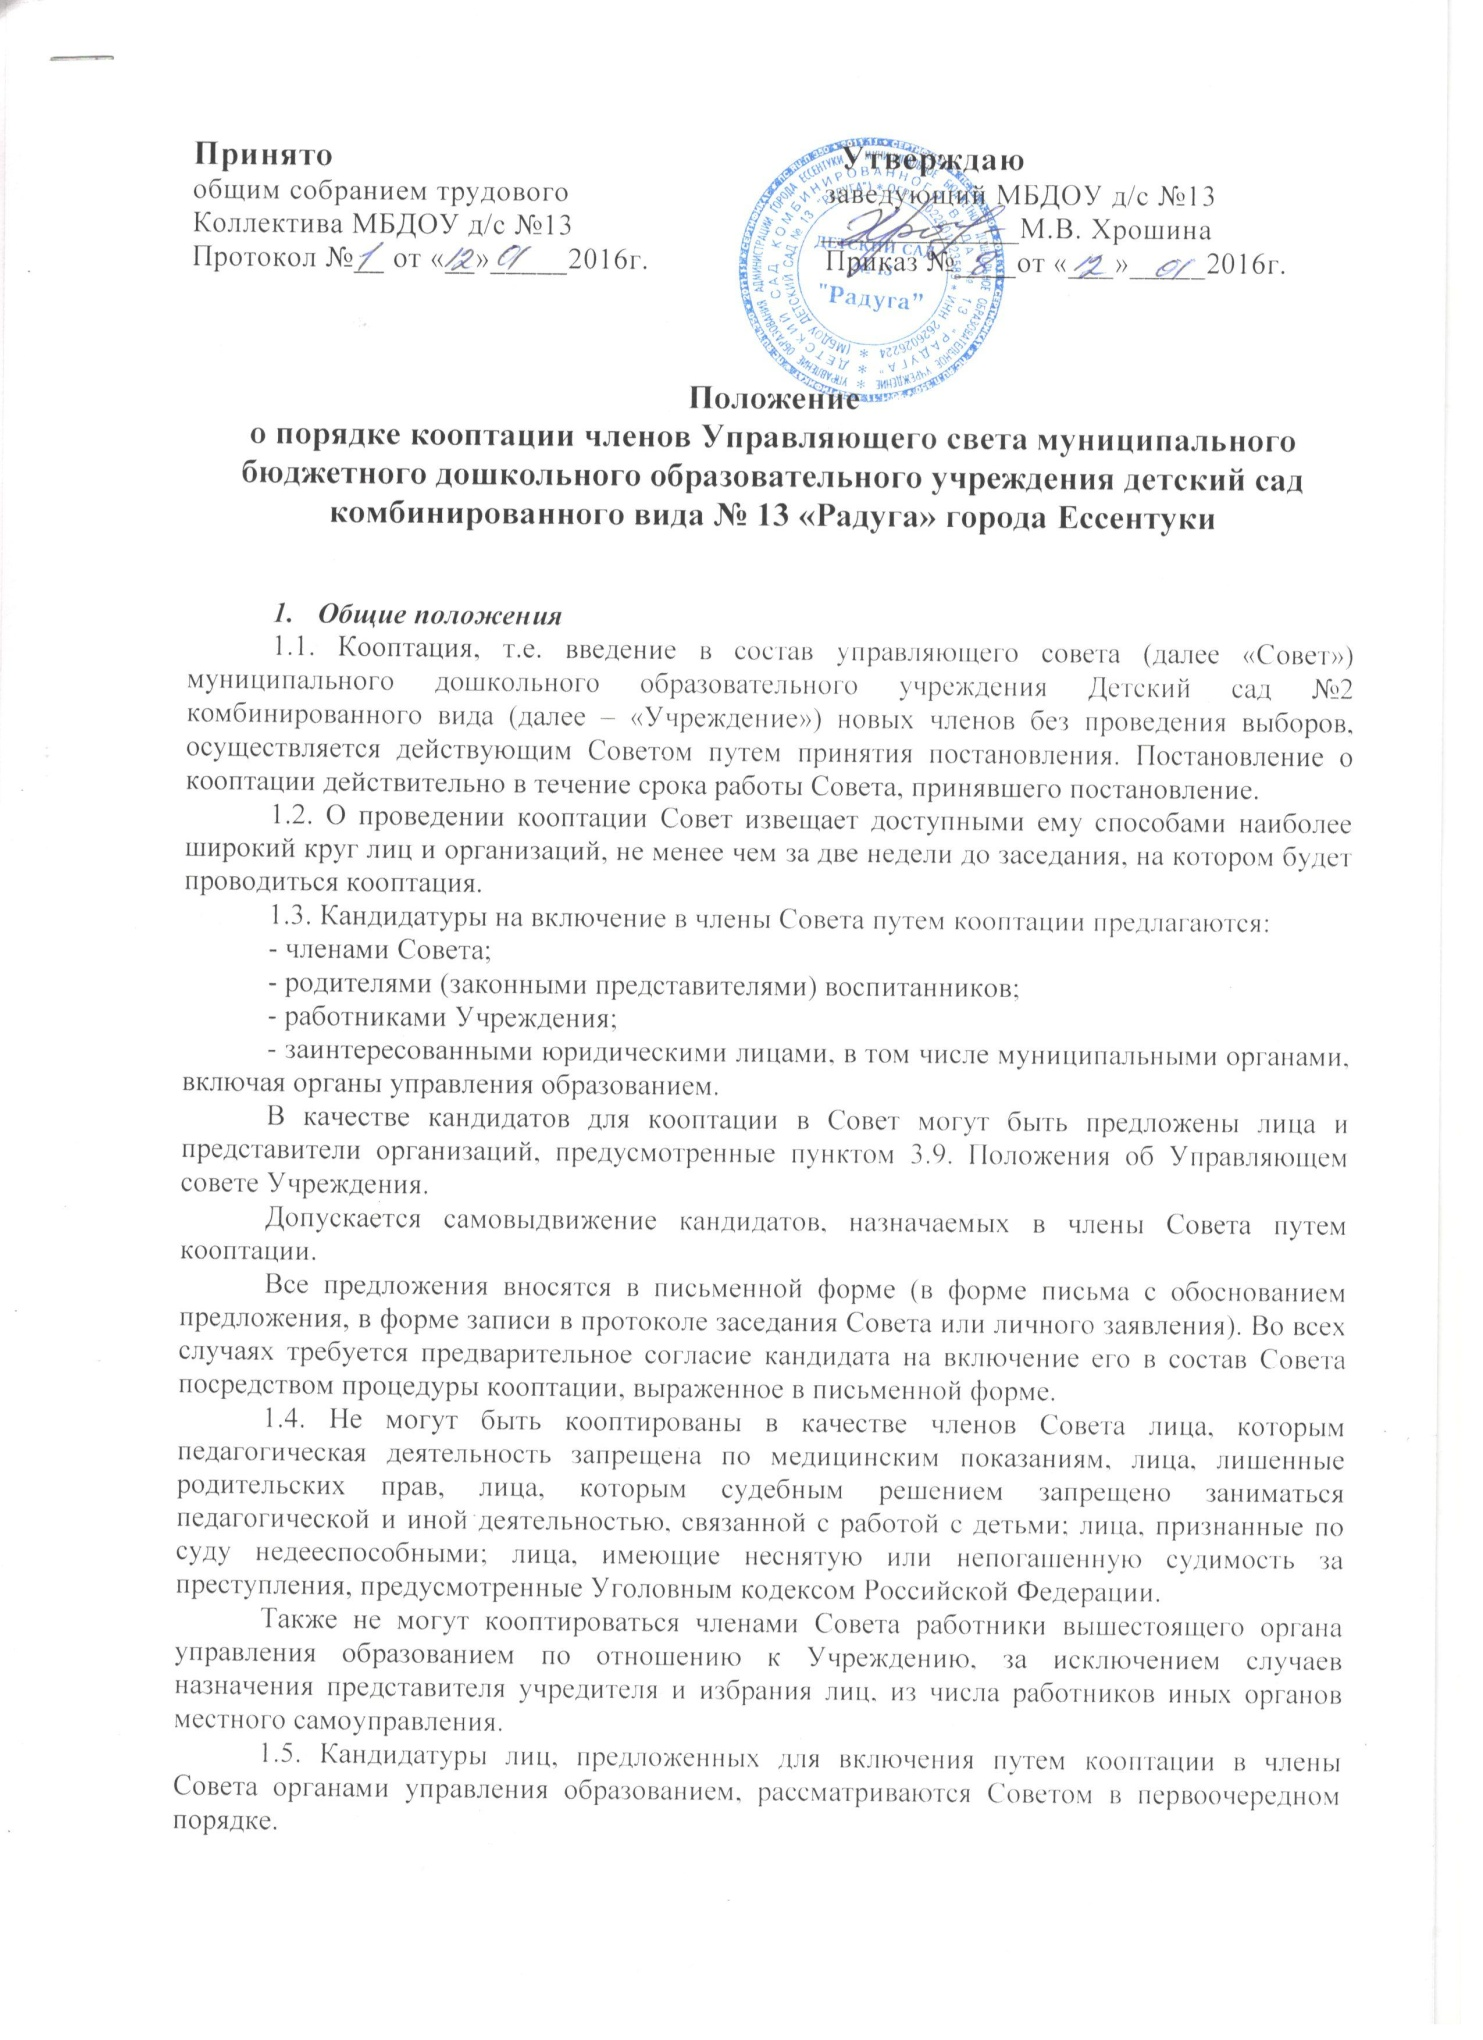 Принято
общим собранием трудового
Коллектива МБДОУ д/с №13
Протокол №1 от «12» 01 2016г.
Утверждаю
заведующий МБДОУ д/с №13
М.В. Хрошина
Приказ № 8 от «12» 01 2016г.
ДЕТСКИЙ САД
№ 13
"Радуга"
Положение
о порядке кооптации членов Управляющего света муниципального
бюджетного дошкольного образовательного учреждения детский сад
комбинированного вида № 13 «Радуга» города Ессентуки
1. Общие положения
1.1. Кооптация, т.е. введение в состав управляющего совета (далее «Совет»)
муниципального дошкольного образовательного учреждения Детский сад №2
комбинированного вида (далее – «Учреждение») новых членов без проведения выборов,
осуществляется действующим Советом путем принятия постановления. Постановление о
кооптации действительно в течение срока работы Совета, принявшего постановление.
1.2. О проведении кооптации Совет извещает доступными ему способами наиболее
широкий круг лиц и организаций, не менее чем за две недели до заседания, на котором будет
проводиться кооптация.
1.3. Кандидатуры на включение в члены Совета путем кооптации предлагаются:
- членами Совета;
- родителями (законными представителями) воспитанников;
- работниками Учреждения;
- заинтересованными юридическими лицами, в том числе муниципальными органами,
включая органы управления образованием.
В качестве кандидатов для кооптации в Совет могут быть предложены лица и
представители организаций, предусмотренные пунктом 3.9. Положения об Управляющем
совете Учреждения.
Допускается самовыдвижение кандидатов, назначаемых в члены Совета путем
кооптации.
Все предложения вносятся в письменной форме (в форме письма с обоснованием
предложения, в форме записи в протоколе заседания Совета или личного заявления). Во всех
случаях требуется предварительное согласие кандидата на включение его в состав Совета
посредством процедуры кооптации, выраженное в письменной форме.
1.4. Не могут быть кооптированы в качестве членов Совета лица, которым
педагогическая деятельность запрещена по медицинским показаниям, лица, лишенные
родительских прав, лица, которым судебным решением запрещено заниматься
педагогической и иной деятельностью, связанной с работой с детьми; лица, признанные по
суду недееспособными; лица, имеющие неснятую или непогашенную судимость за
преступления, предусмотренные Уголовным кодексом Российской Федерации.
Также не могут кооптироваться членами Совета работники вышестоящего органа
управления образованием по отношению к Учреждению, за исключением случаев
назначения представителя учредителя и избрания лиц, из числа работников иных органов
местного самоуправления.
1.5. Кандидатуры лиц, предложенных для включения путем кооптации в члены
Совета органами управления образованием, рассматриваются Советом в первоочередном
порядке.